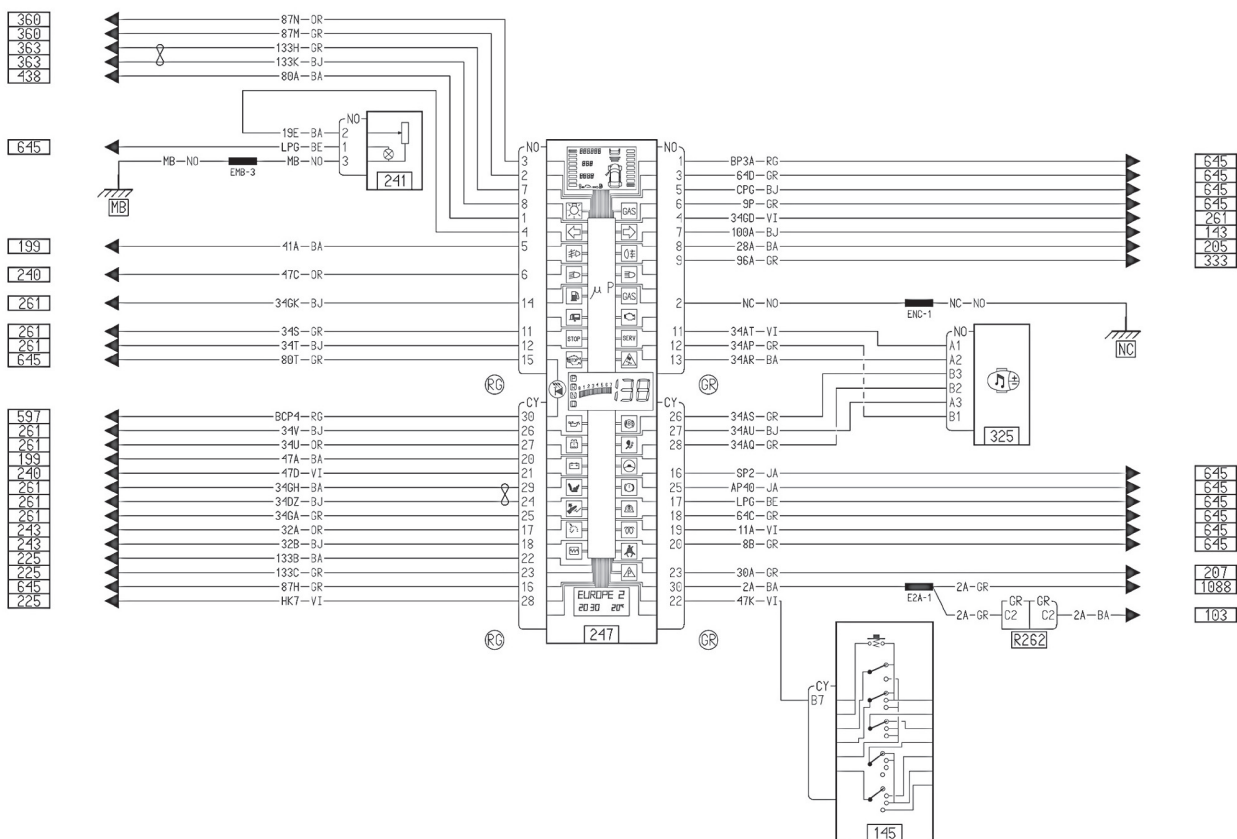 360 87N—OR
360 87M—GR
363 133H—GR
363 133K—BJ
438 80A—BA
NO
19E—BA 2
645 LPG—BE 1
MB—NO EMB-3 MB—NO 3
241
MB
NO
3
2
7
8
1
4
199 41A—BA 5
240 47C—OR 6
261 34GK—BJ 14
261 34S—GR 11
261 34T—BJ 12
645 80T—GR 15
RG
CY
597 BCP4—RG 30
261 34V—BJ 26
261 34U—OR 27
199 47A—BA 20
240 47D—VI 21
261 34GH—BA 29
261 34DZ—BJ 24
261 34GA—GR 25
243 32A—OR 17
243 32B—BJ 18
225 133B—BA 22
225 133C—GR 23
645 87H—GR 16
225 HK7—VI 28
RG
GAS
µP
GAS
STOP
SERV
EUROPE 2
20 30 20°
247
NO
1 BP3A—RG 645
3 64D—GR 645
5 CPG—BJ 645
6 9P—GR 645
4 34GD—VI 261
7 100A—BJ 143
8 28A—BA 205
9 96A—GR 333
2 NC—NO ENC-1 NC—NO
NC
11 34AT—VI
12 34AP—GR
13 34AR—BA
NO
A1
A2
B3
B2
A3
B1
325
GR
CY
26 34AS—GR
27 34AU—BJ
28 34AQ—GR
16 SP2—JA 645
25 AP40—JA 645
17 LPG—BE 645
18 64C—GR 645
19 11A—VI 645
20 8B—GR 645
23 30A—GR 207
30 2A—BA E2A-1 2A—GR 1088
22 47K—VI
2A—GR GR C2 GR C2 2A—BA 103
R262
GR
CY
B7
145